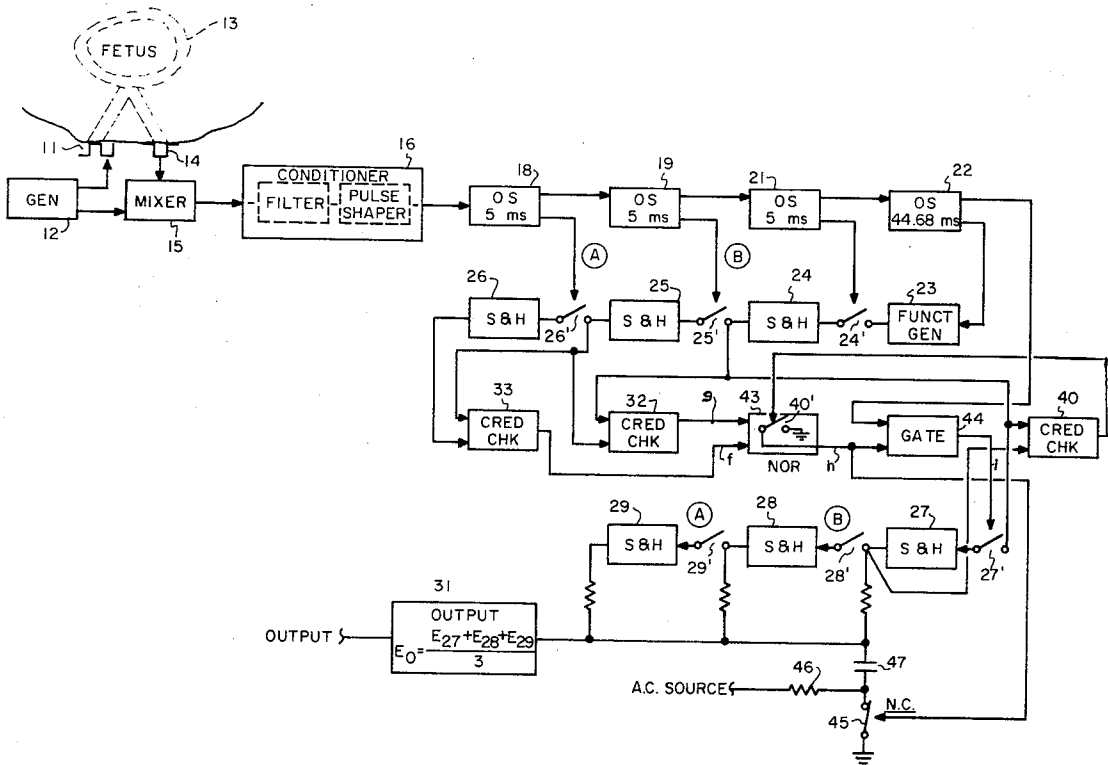 13
FETUS
11
14
GEN
12
MIXER
15
16
CONDITIONER
FILTER
PULSE SHAPER
18
OS
5 ms
19
OS
5 ms
21
OS
5 ms
22
OS
44.68 ms
A
B
26
S&H
26'
25
S&H
25'
24
S&H
24'
23
FUNCT GEN
33
CRED CHK
32
CRED CHK
g
f
43
40'
NOR
h
44
GATE
i
40
CRED CHK
29
S&H
A
29'
28
S&H
B
28'
27
S&H
27'
31
OUTPUT
E27+E28+E29
EO=
3
OUTPUT
47
46
A.C. SOURCE
N.C.
45